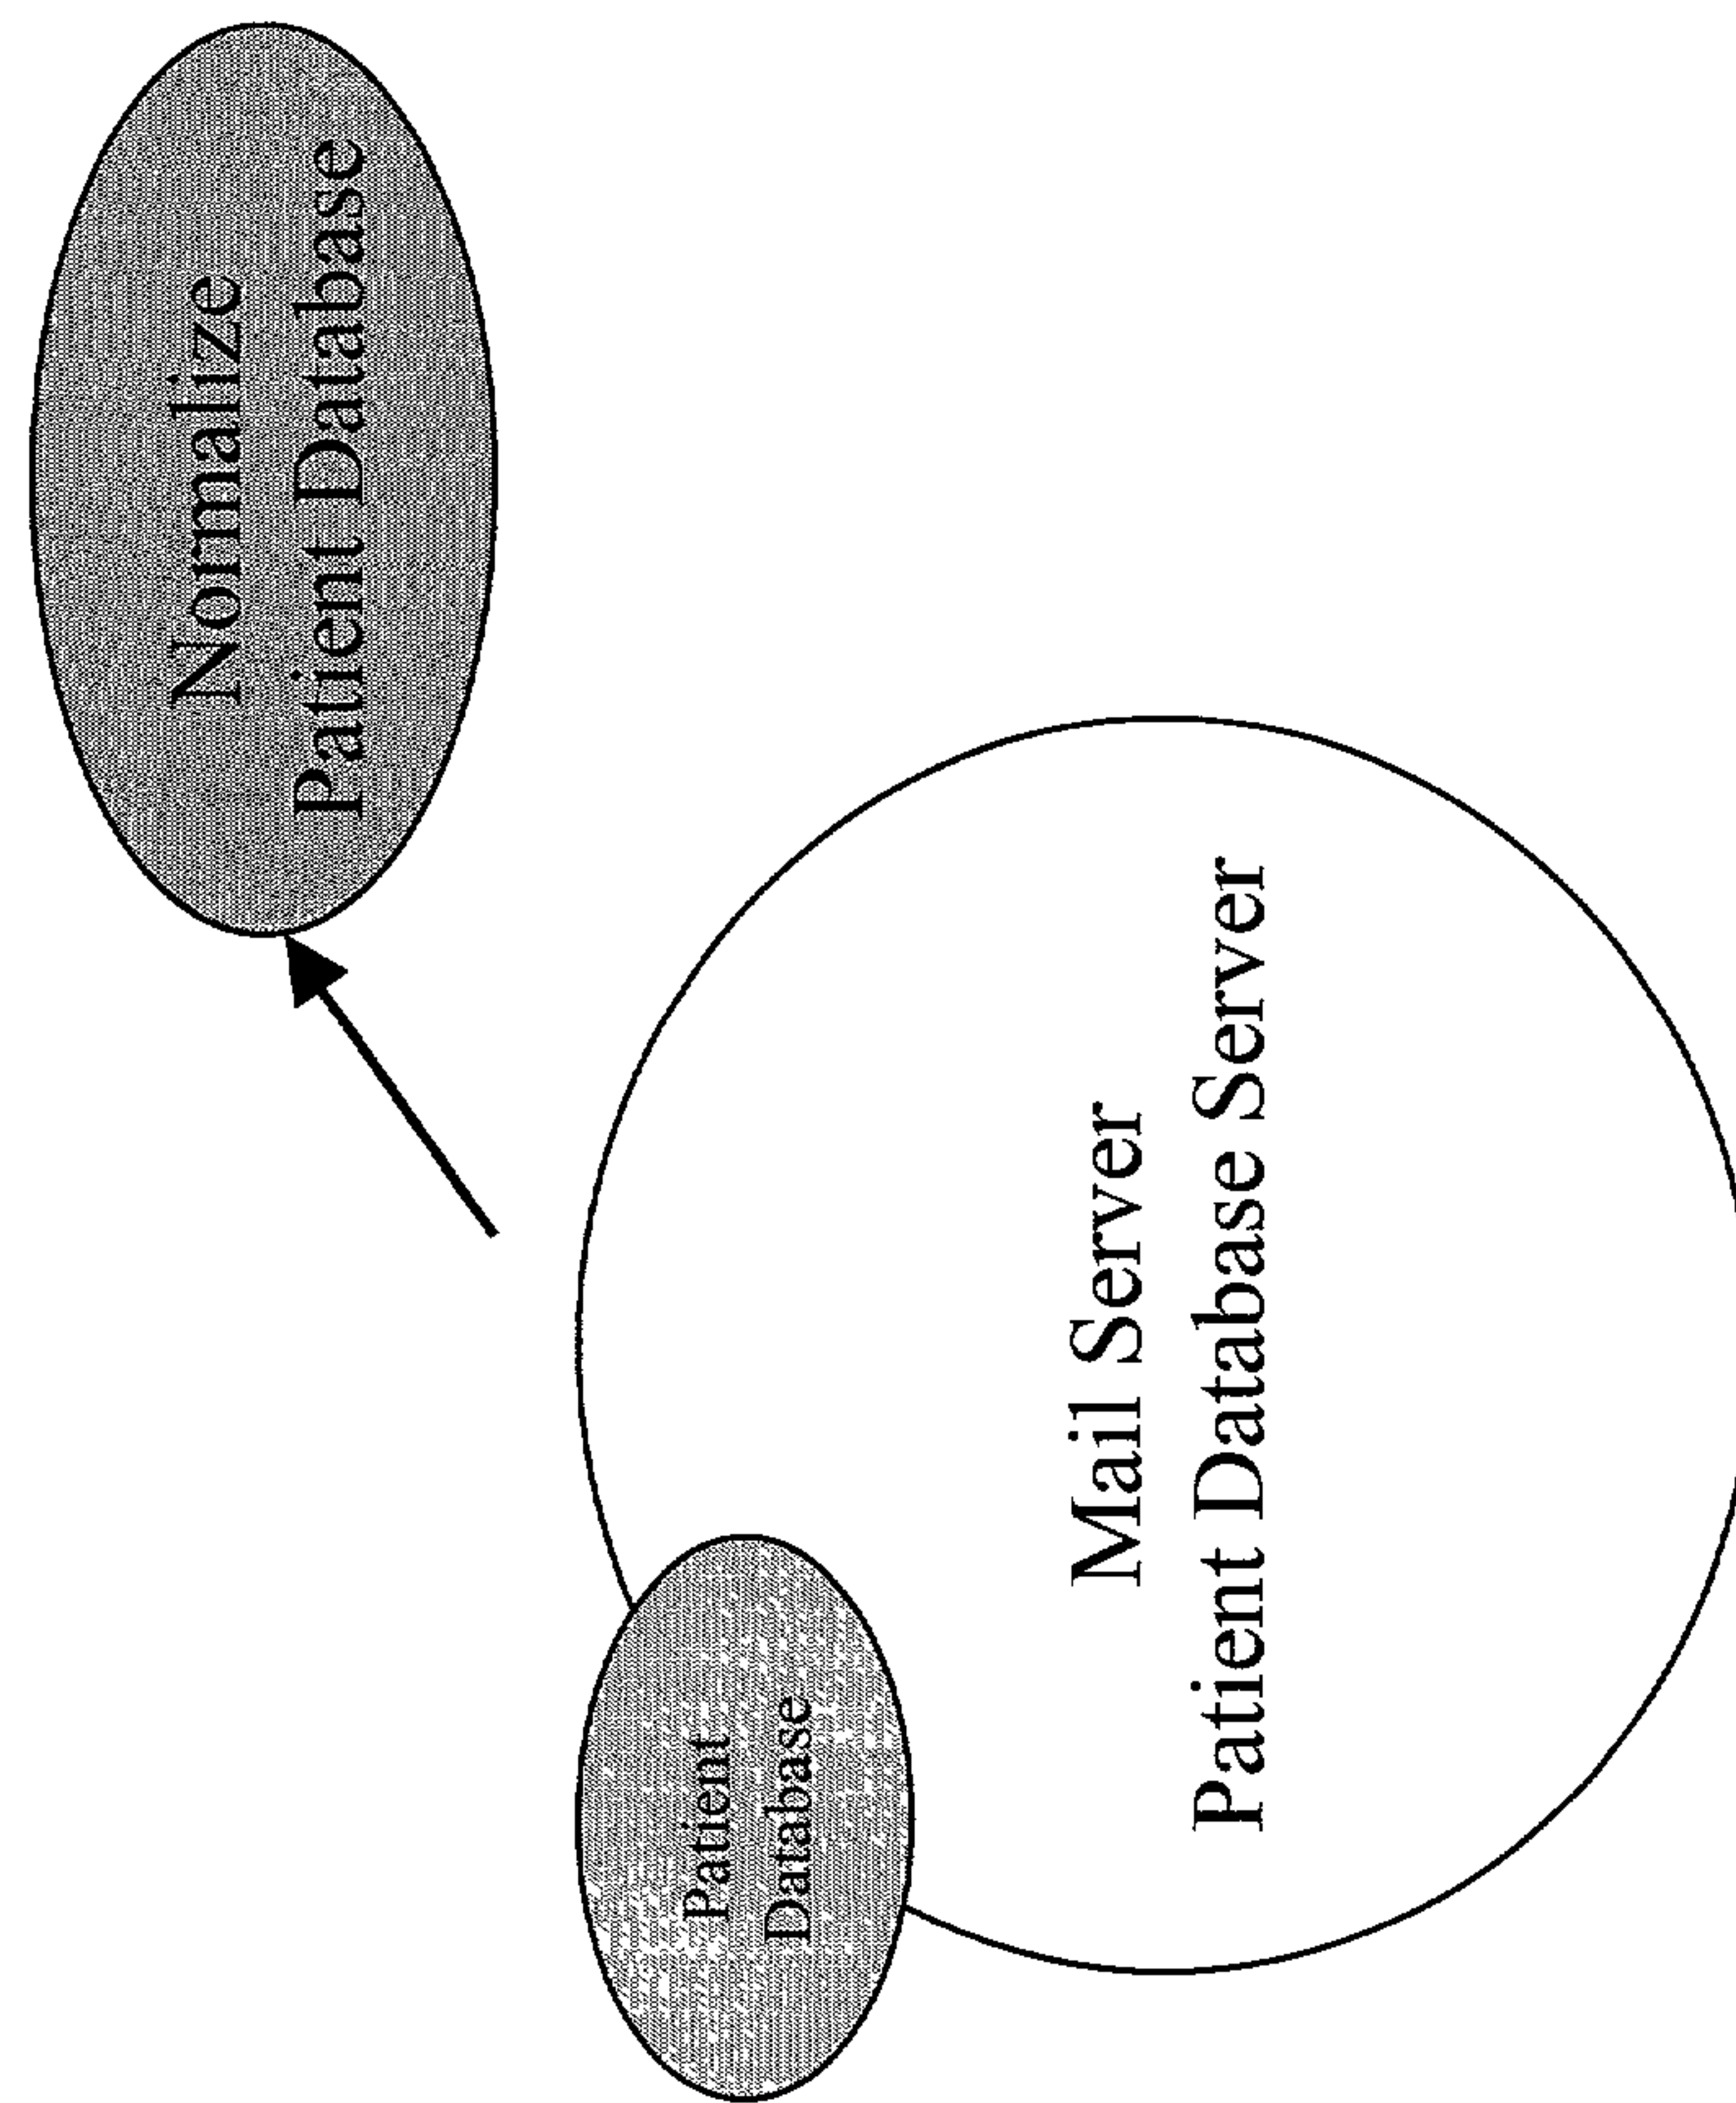 Normalize
Patient Database
Patient
Database
Mail Server
Patient Database Server